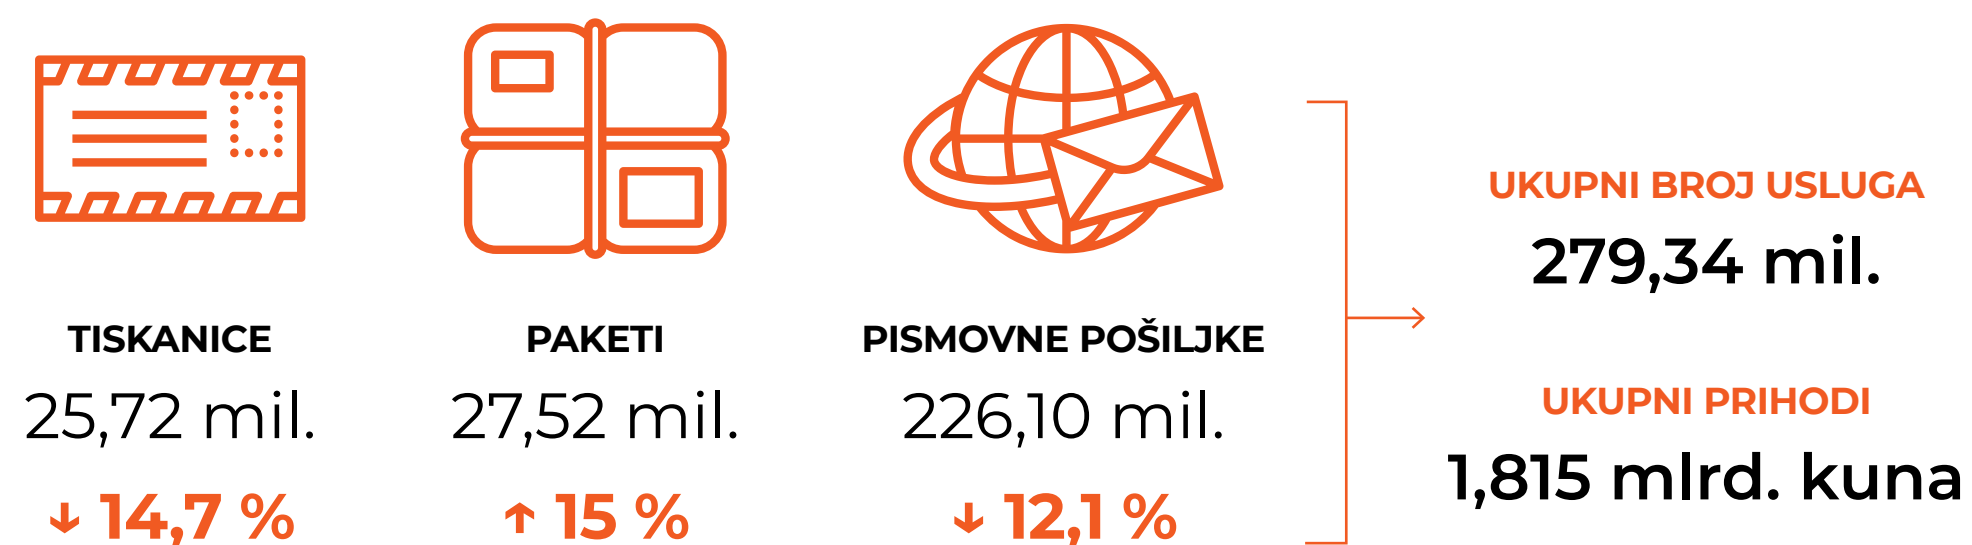 TISKANICE
25,72 mil.
↓ 14,7 %
PAKETI
27,52 mil.
↑ 15 %
PISMOVNE POŠILJKE
226,10 mil.
↓ 12,1 %
UKUPNI BROJ USLUGA
279,34 mil.
UKUPNI PRIHODI
1,815 mlrd. kuna